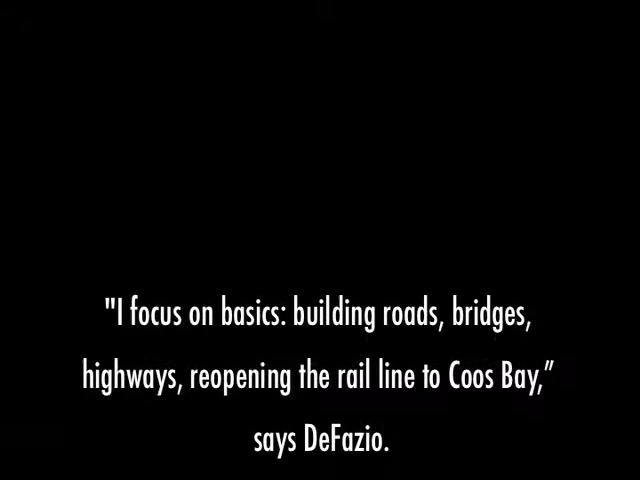 "I focus on basics: building roads, bridges,
highways, reopening the rail line to Coos Bay,”
says DeFazio.